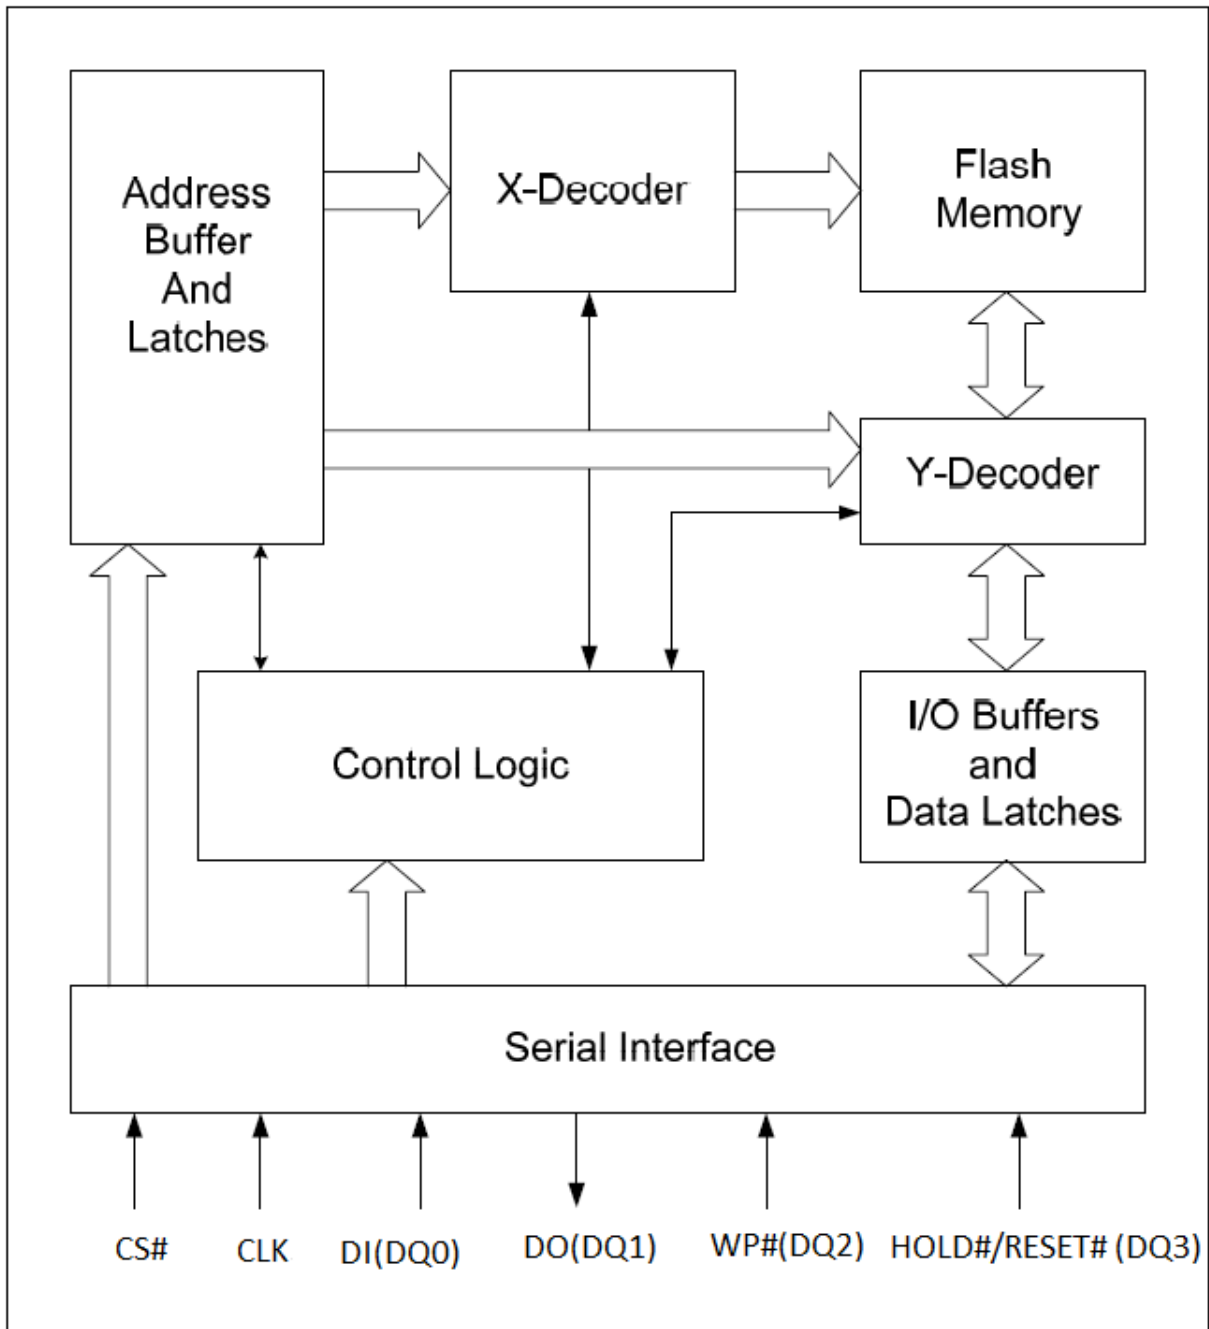 Address
Buffer
And
Latches
X-Decoder
Flash
Memory
Y-Decoder
Control Logic
I/O Buffers
and
Data Latches
Serial Interface
CS#
CLK
DI(DQ0)
DO(DQ1)
WP#(DQ2)
HOLD#/RESET# (DQ3)